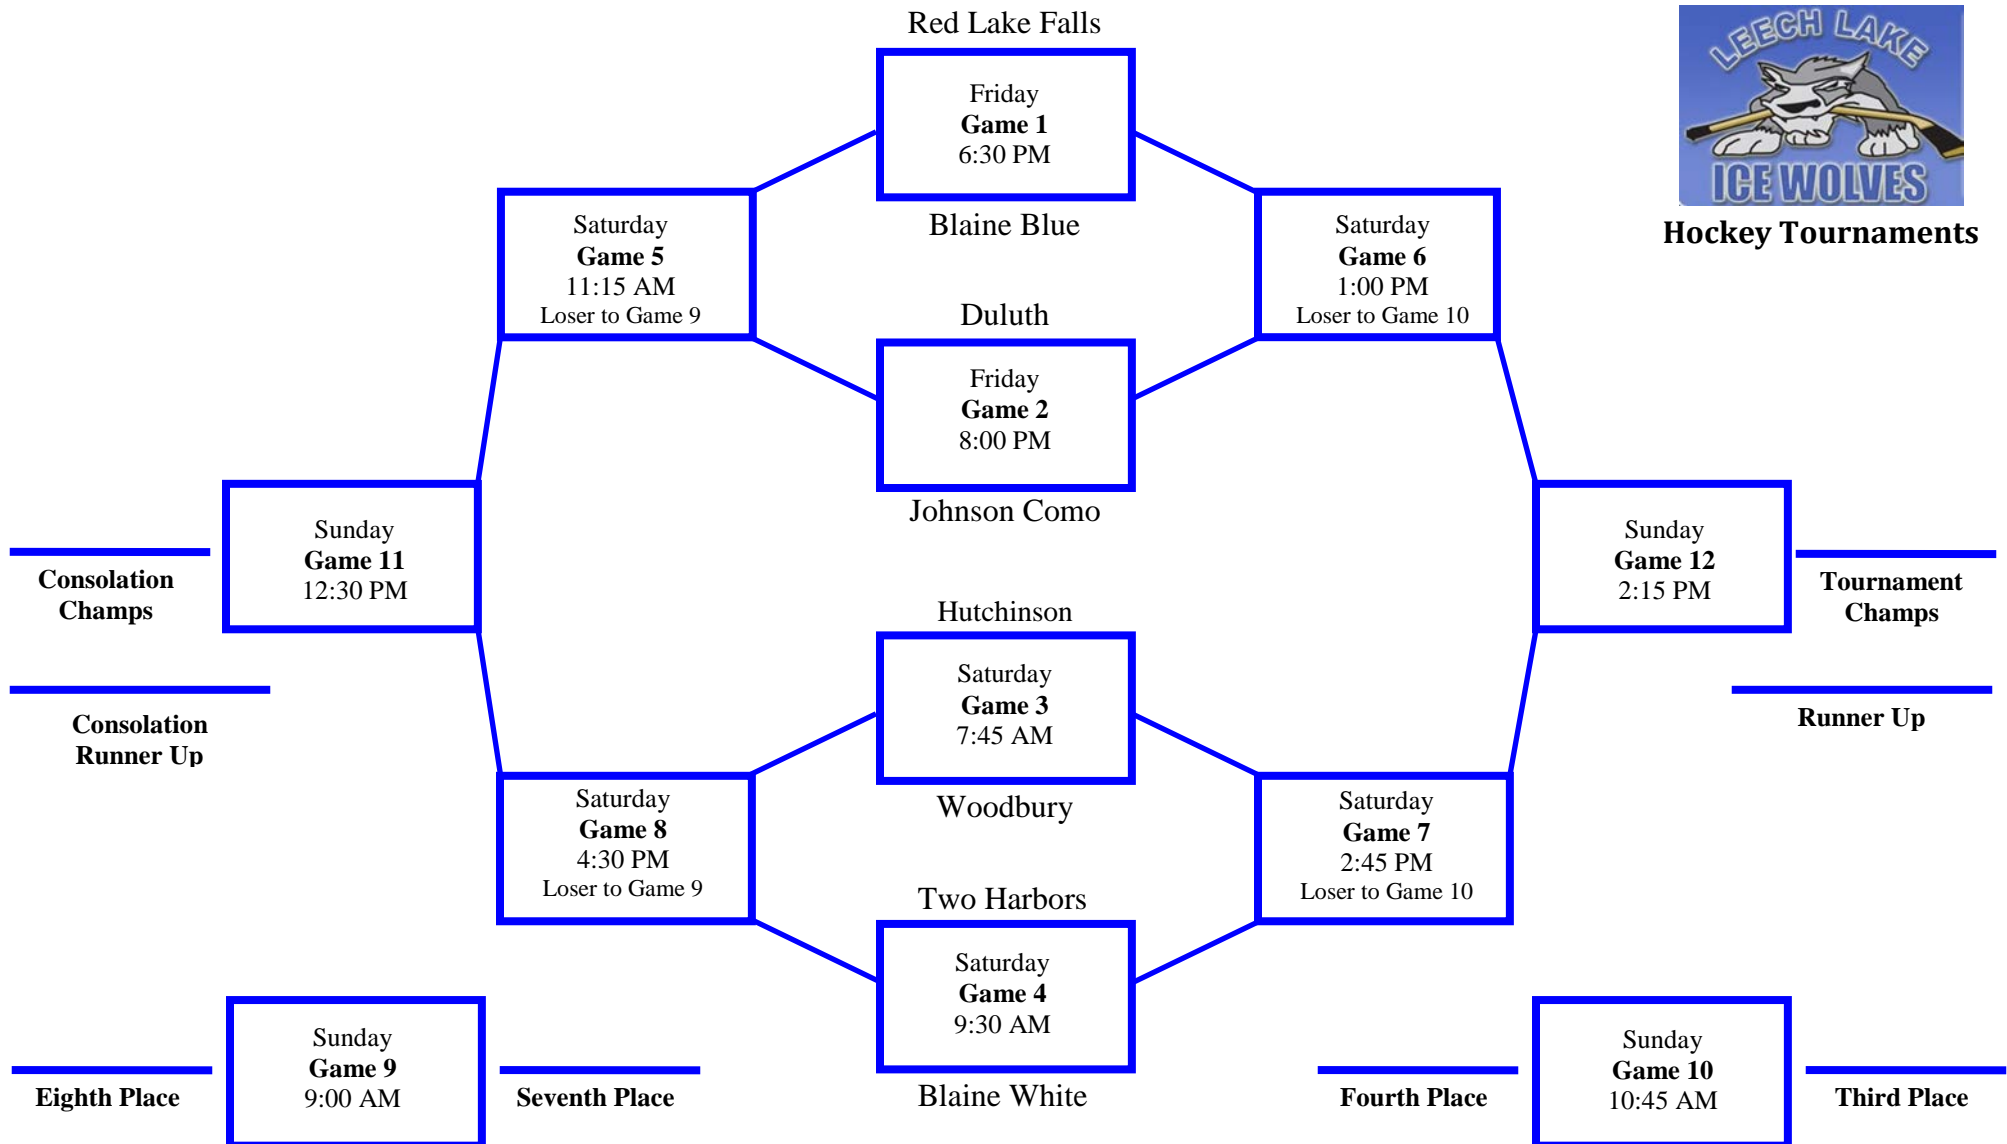 LEECH LAKE
ICE WOLVES
Hockey Tournaments
Red Lake Falls
Friday
Game 1
6:30 PM
Blaine Blue
Saturday
Game 5
11:15 AM
Loser to Game 9
Saturday
Game 6
1:00 PM
Loser to Game 10
Duluth
Friday
Game 2
8:00 PM
Johnson Como
Sunday
Game 11
12:30 PM
Consolation
Champs
Consolation
Runner Up
Sunday
Game 12
2:15 PM
Tournament
Champs
Runner Up
Hutchinson
Saturday
Game 3
7:45 AM
Woodbury
Saturday
Game 8
4:30 PM
Loser to Game 9
Saturday
Game 7
2:45 PM
Loser to Game 10
Two Harbors
Saturday
Game 4
9:30 AM
Blaine White
Sunday
Game 9
9:00 AM
Eighth Place
Seventh Place
Sunday
Game 10
10:45 AM
Fourth Place
Third Place